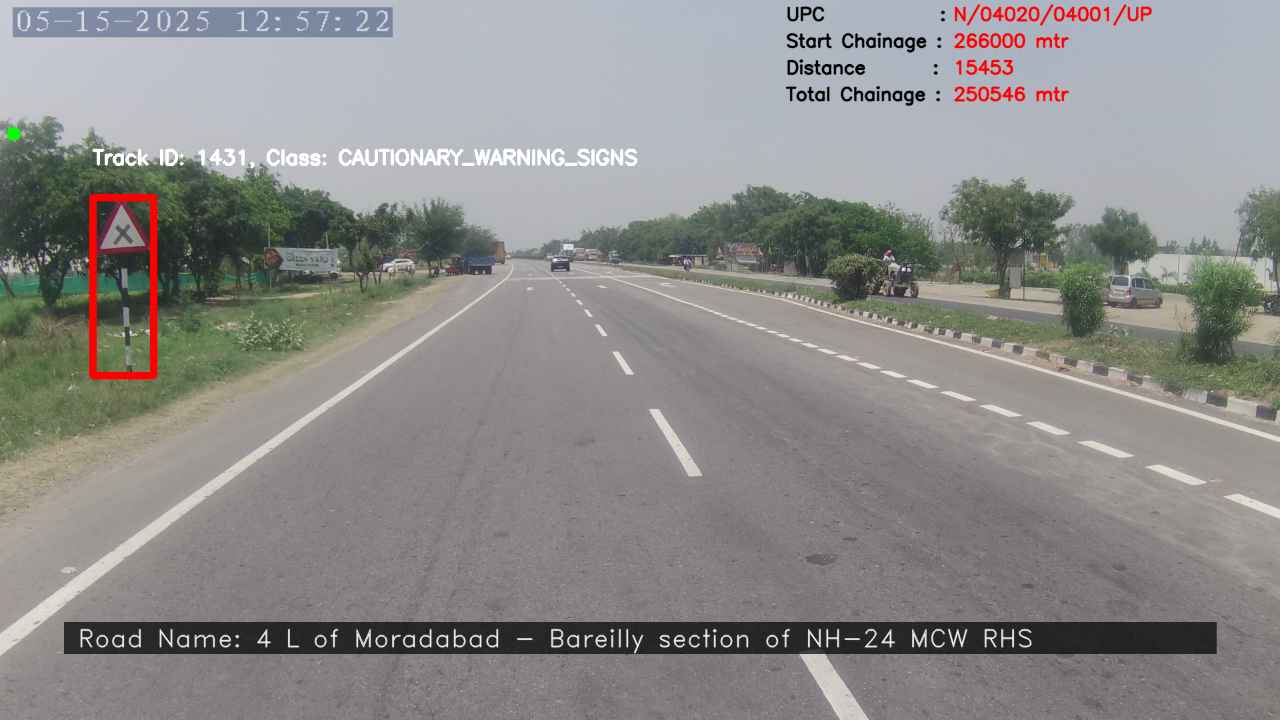 05-15-2025 12:57:22
UPC : N/04020/04001/UP
Start Chainage : 266000 mtr
Distance : 15453
Total Chainage : 250546 mtr
Track ID: 1431, Class: CAUTIONARY_WARNING_SIGNS
Road Name: 4 L of Moradabad - Bareilly section of NH-24 MCW RHS